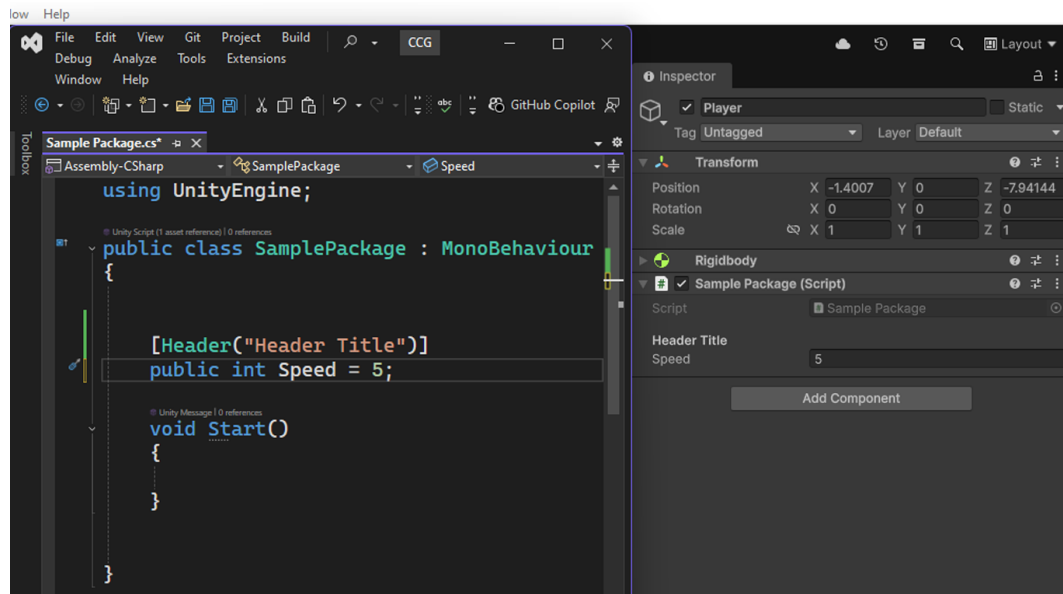 low Help
File Edit View Git Project Build
CCG
Debug Analyze Tools Extensions
Window Help
GitHub Copilot
Toolbox
Sample Package.cs*
Assembly-CSharp SamplePackage Speed
using UnityEngine;
Unity Script (1 asset reference) | 0 references
public class SamplePackage : MonoBehaviour
{
[Header("Header Title")]
public int Speed = 5;
Unity Message | 0 references
void Start()
{
}
}
Layout
Inspector
Player Static
Tag Untagged Layer Default
Transform
Position X -1.4007 Y 0 Z -7.94144
Rotation X 0 Y 0 Z 0
Scale X 1 Y 1 Z 1
Rigidbody
# Sample Package (Script)
Script Sample Package
Header Title
Speed 5
Add Component